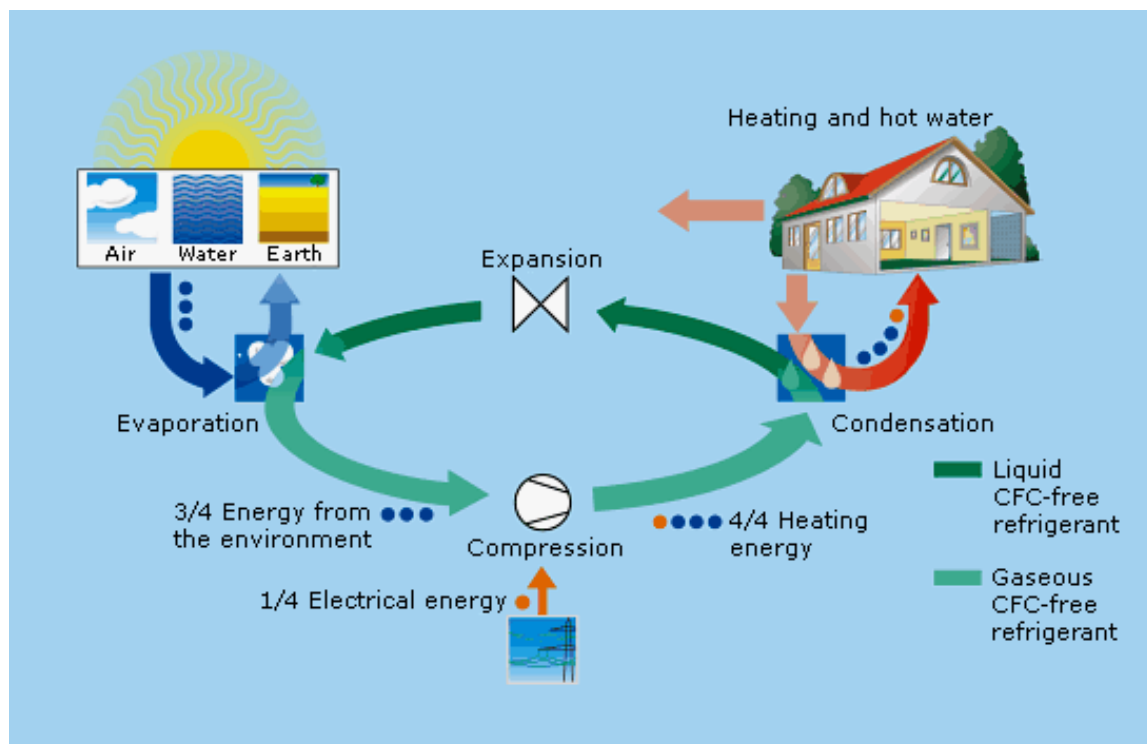 Heating and hot water
Air Water Earth
Expansion
Evaporation
Condensation
3/4 Energy from
the environment
Compression
4/4 Heating
energy
1/4 Electrical energy
Liquid
CFC-free
refrigerant
Gaseous
CFC-free
refrigerant